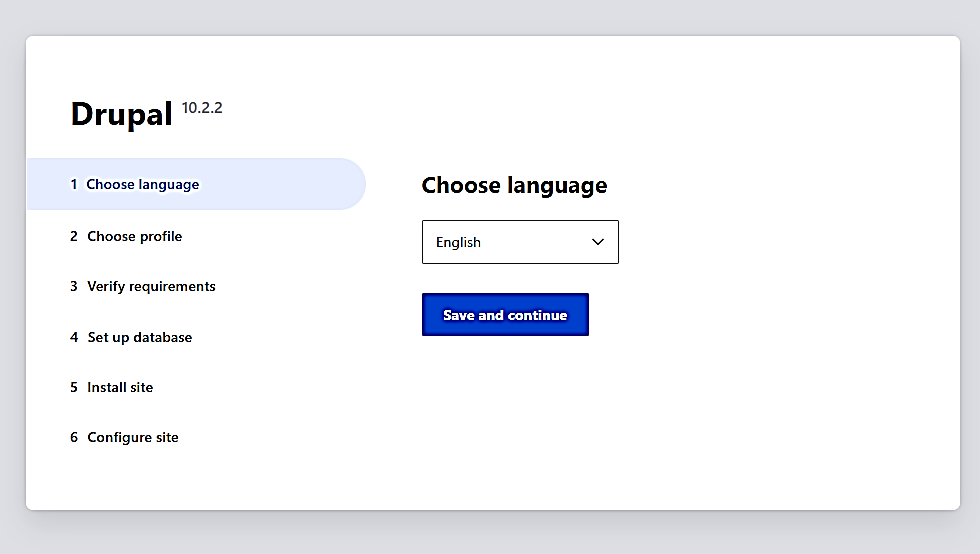 Drupal 10.2.2
1 Choose language
2 Choose profile
3 Verify requirements
4 Set up database
5 Install site
6 Configure site
Choose language
English
Save and continue